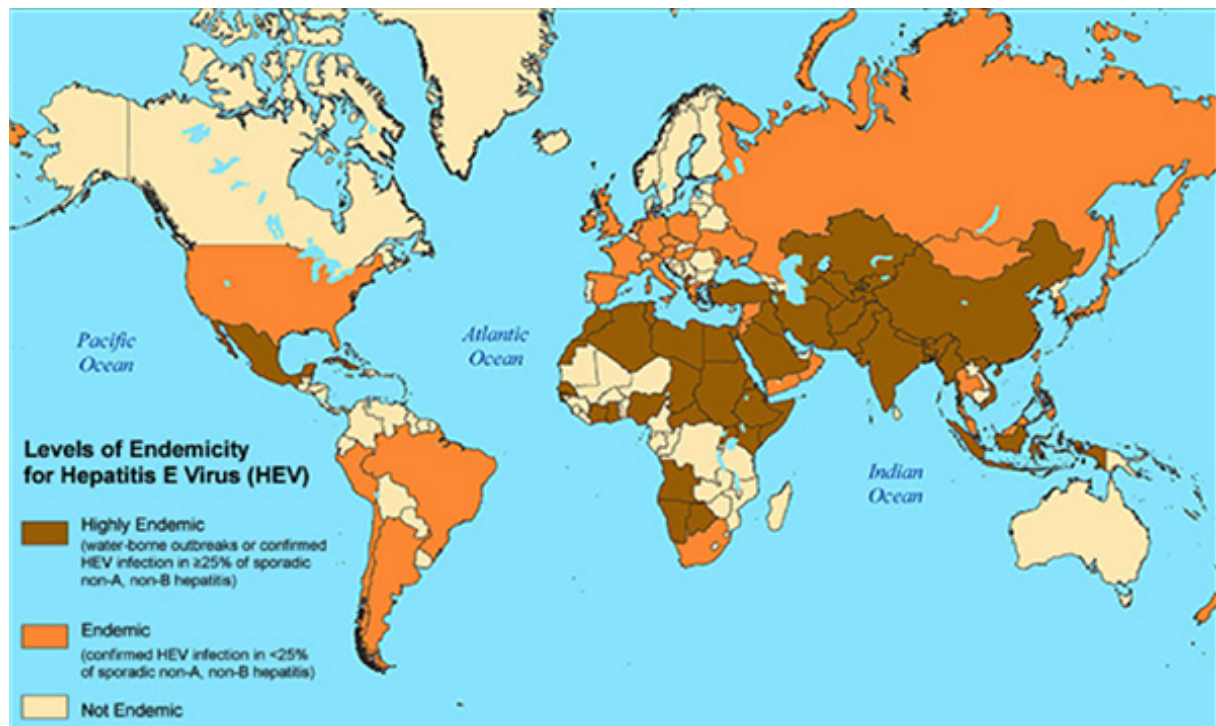 Pacific
Ocean
Atlantic
Ocean
Indian
Ocean
Levels of Endemicity
for Hepatitis E Virus (HEV)
Highly Endemic
(water-borne outbreaks or confirmed
HEV infection in ≥25% of sporadic
non-A, non-B hepatitis)
Endemic
(confirmed HEV infection in <25%
of sporadic non-A, non-B hepatitis)
Not Endemic